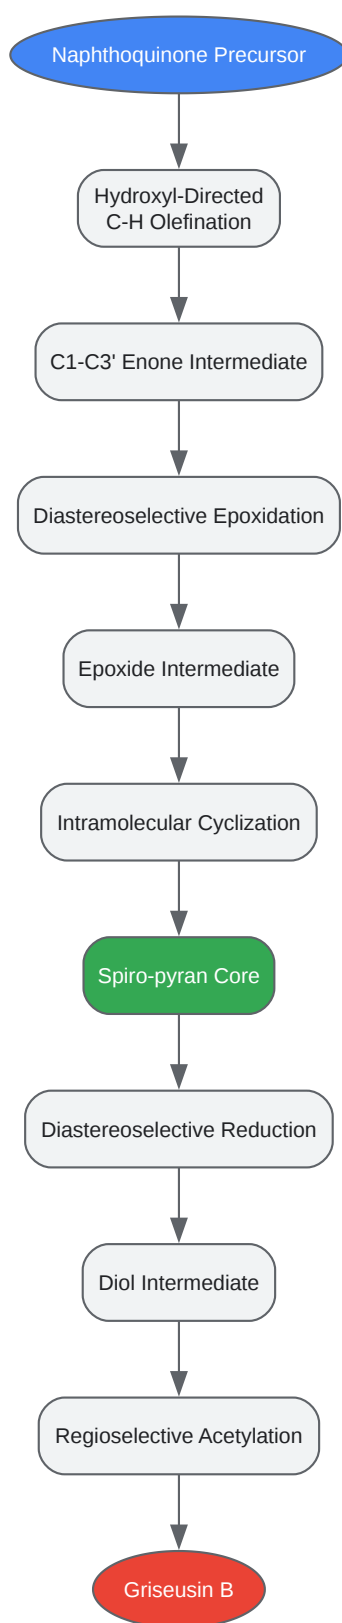 Naphthoquinone Precursor
Hydroxyl-Directed
C-H Olefination
C1-C3' Enone Intermediate
Diastereoselective Epoxidation
Epoxide Intermediate
Intramolecular Cyclization
Spiro-pyran Core
Diastereoselective Reduction
Diol Intermediate
Regioselective Acetylation
Griseusin B